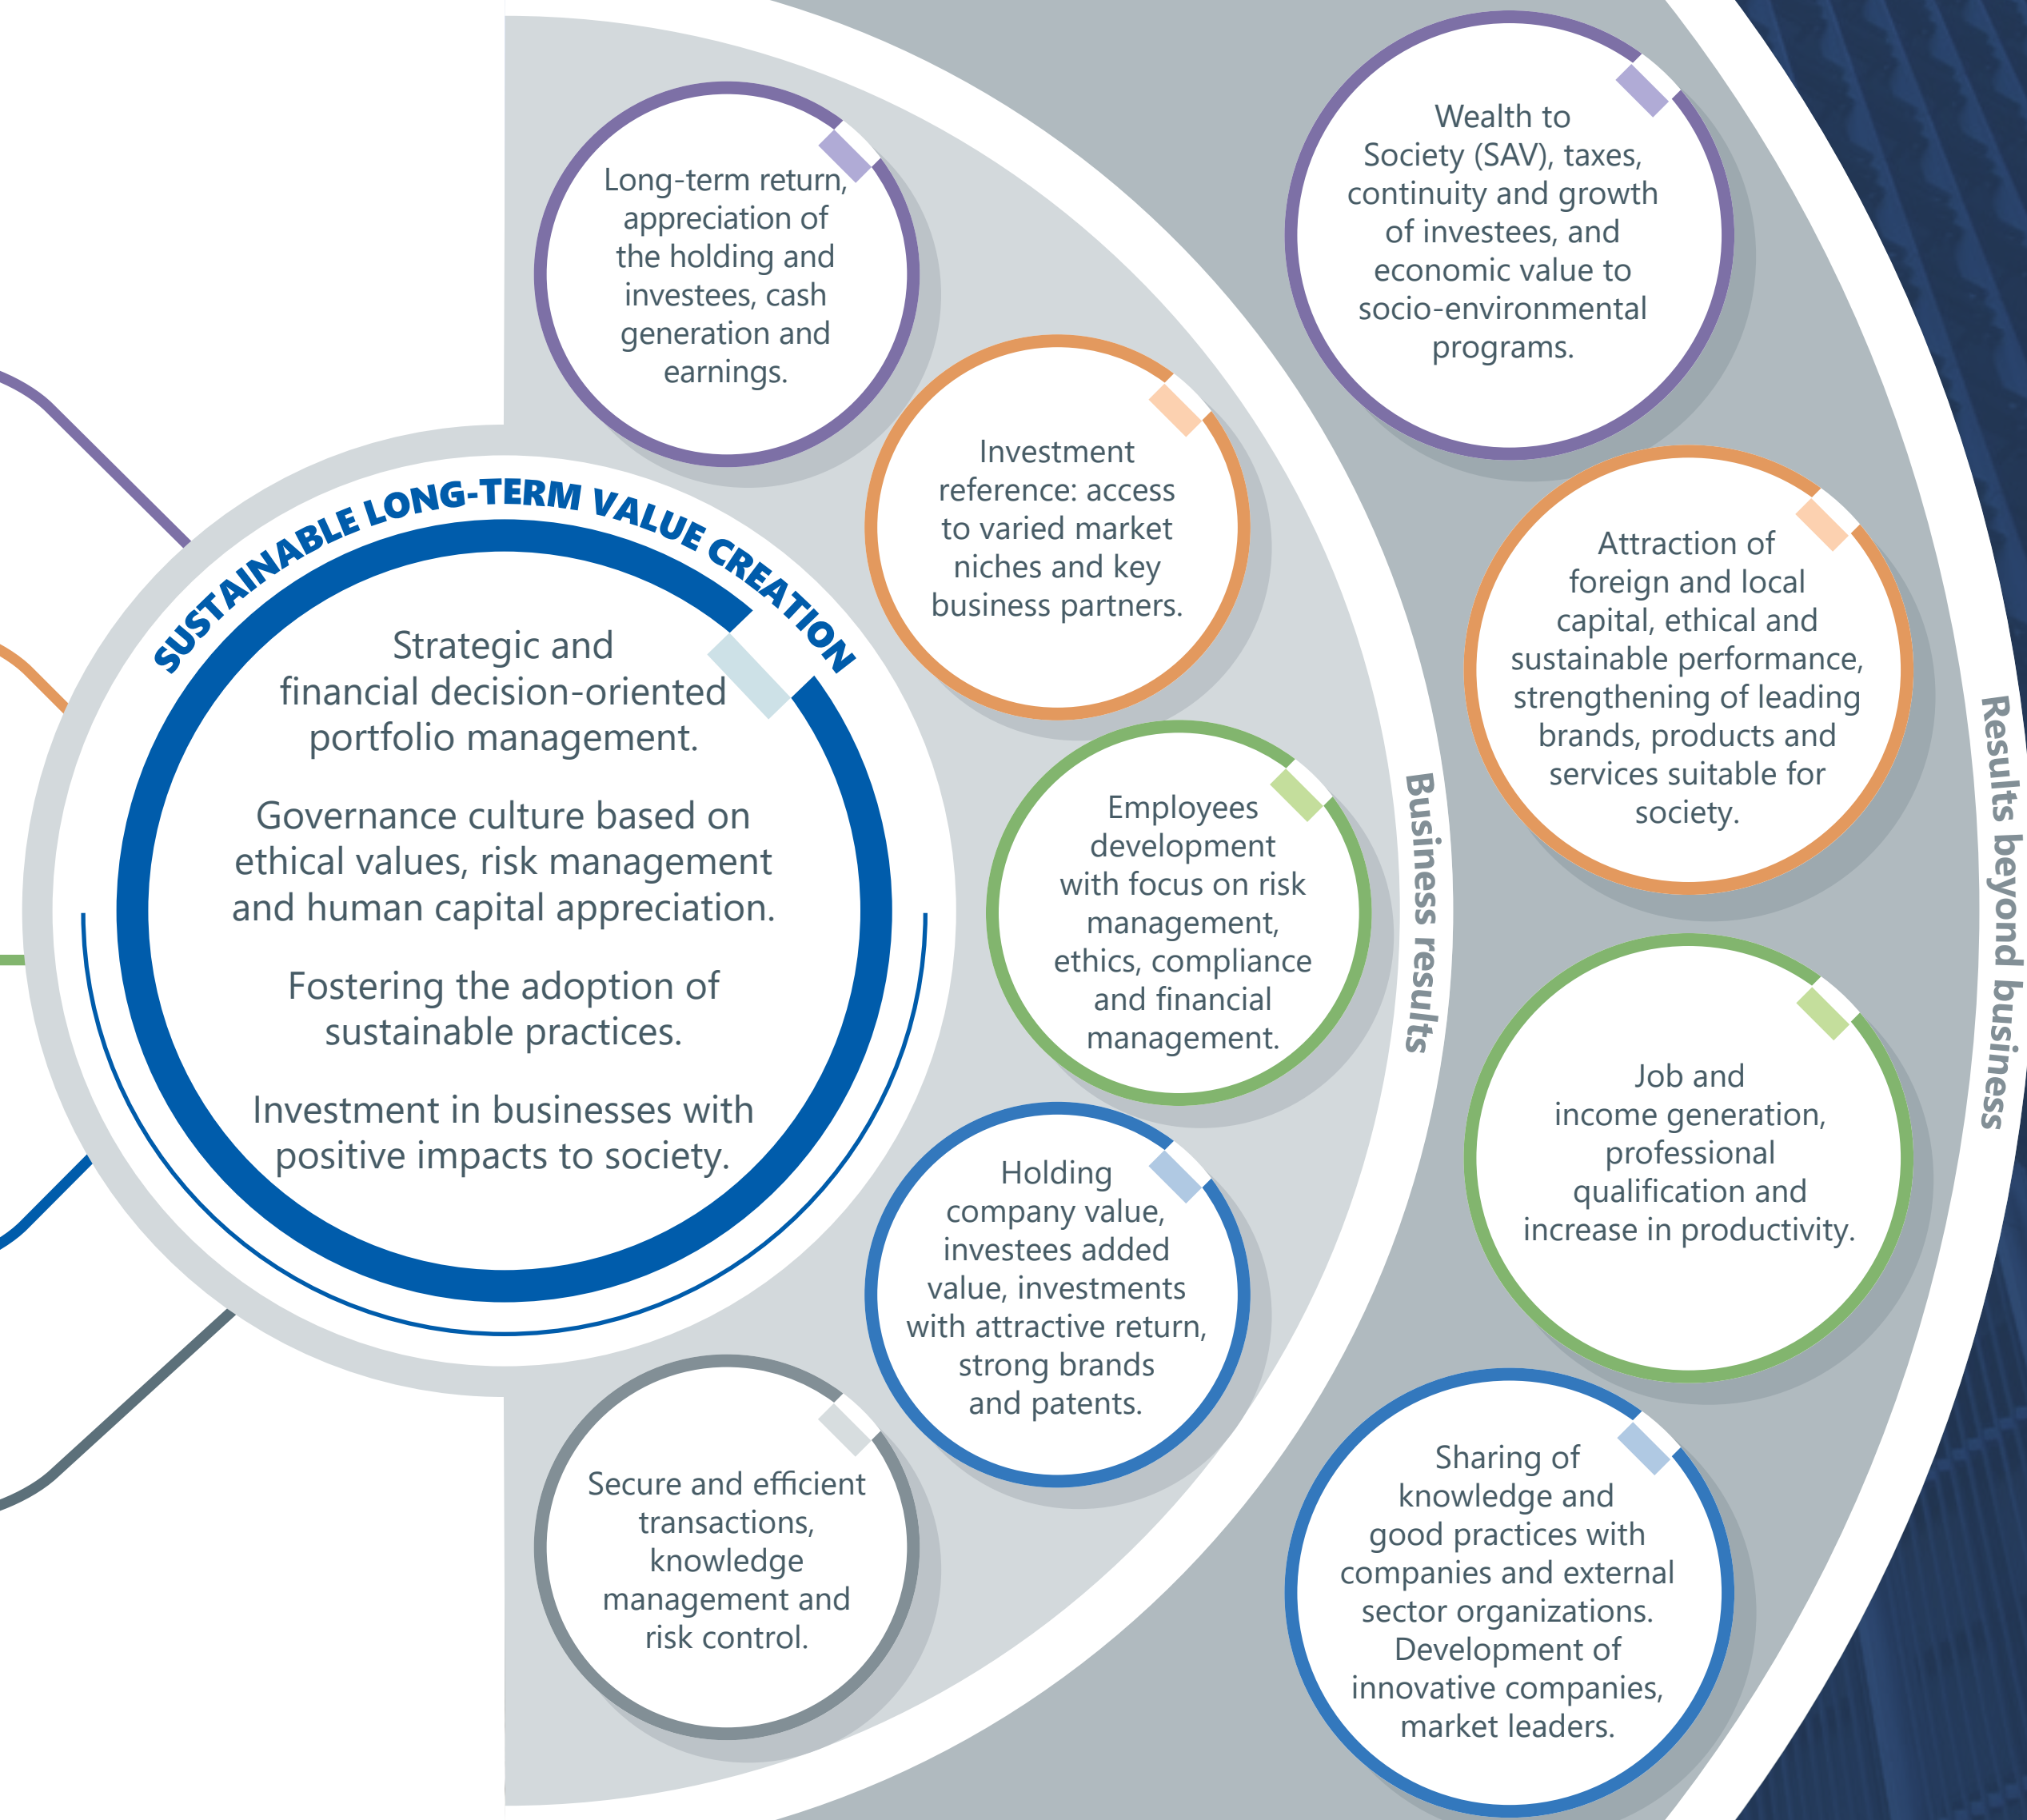 SUSTAINABLE LONG-TERM VALUE CREATION
Strategic and
financial decision-oriented
portfolio management.
Governance culture based on
ethical values, risk management
and human capital appreciation.
Fostering the adoption of
sustainable practices.
Investment in businesses with
positive impacts to society.
Long-term return,
appreciation of
the holding and
investees, cash
generation and
earnings.
Investment
reference: access
to varied market
niches and key
business partners.
Employees
development
with focus on risk
management,
ethics, compliance
and financial
management.
Holding
company value,
investees added
value, investments
with attractive return,
strong brands
and patents.
Secure and efficient
transactions,
knowledge
management and
risk control.
Business results
Wealth to
Society (SAV), taxes,
continuity and growth
of investees, and
economic value to
socio-environmental
programs.
Attraction of
foreign and local
capital, ethical and
sustainable performance,
strengthening of leading
brands, products and
services suitable for
society.
Job and
income generation,
professional
qualification and
increase in productivity.
Sharing of
knowledge and
good practices with
companies and external
sector organizations.
Development of
innovative companies,
market leaders.
Results beyond business